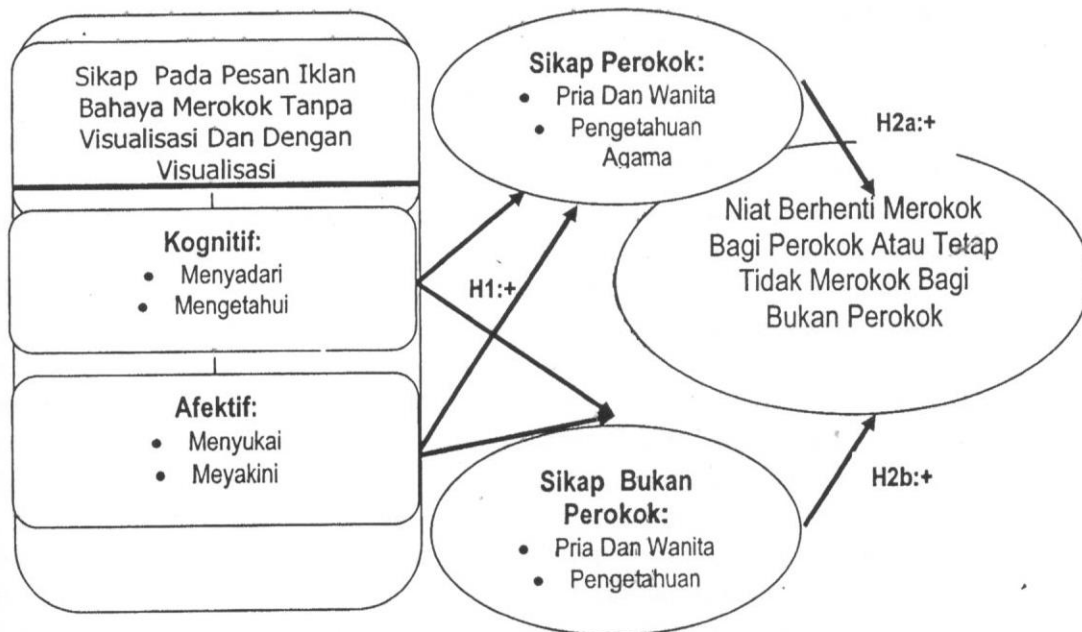 Sikap Pada Pesan Iklan
Bahaya Merokok Tanpa
Visualisasi Dan Dengan
Visualisasi
Kognitif:
• Menyadari
• Mengetahui
Afektif:
• Menyukai
• Meyakini
H1:+
Sikap Perokok:
• Pria Dan Wanita
• Pengetahuan
Agama
Sikap Bukan
Perokok:
• Pria Dan Wanita
• Pengetahuan
H2a:+
Niat Berhenti Merokok
Bagi Perokok Atau Tetap
Tidak Merokok Bagi
Bukan Perokok
H2b:+